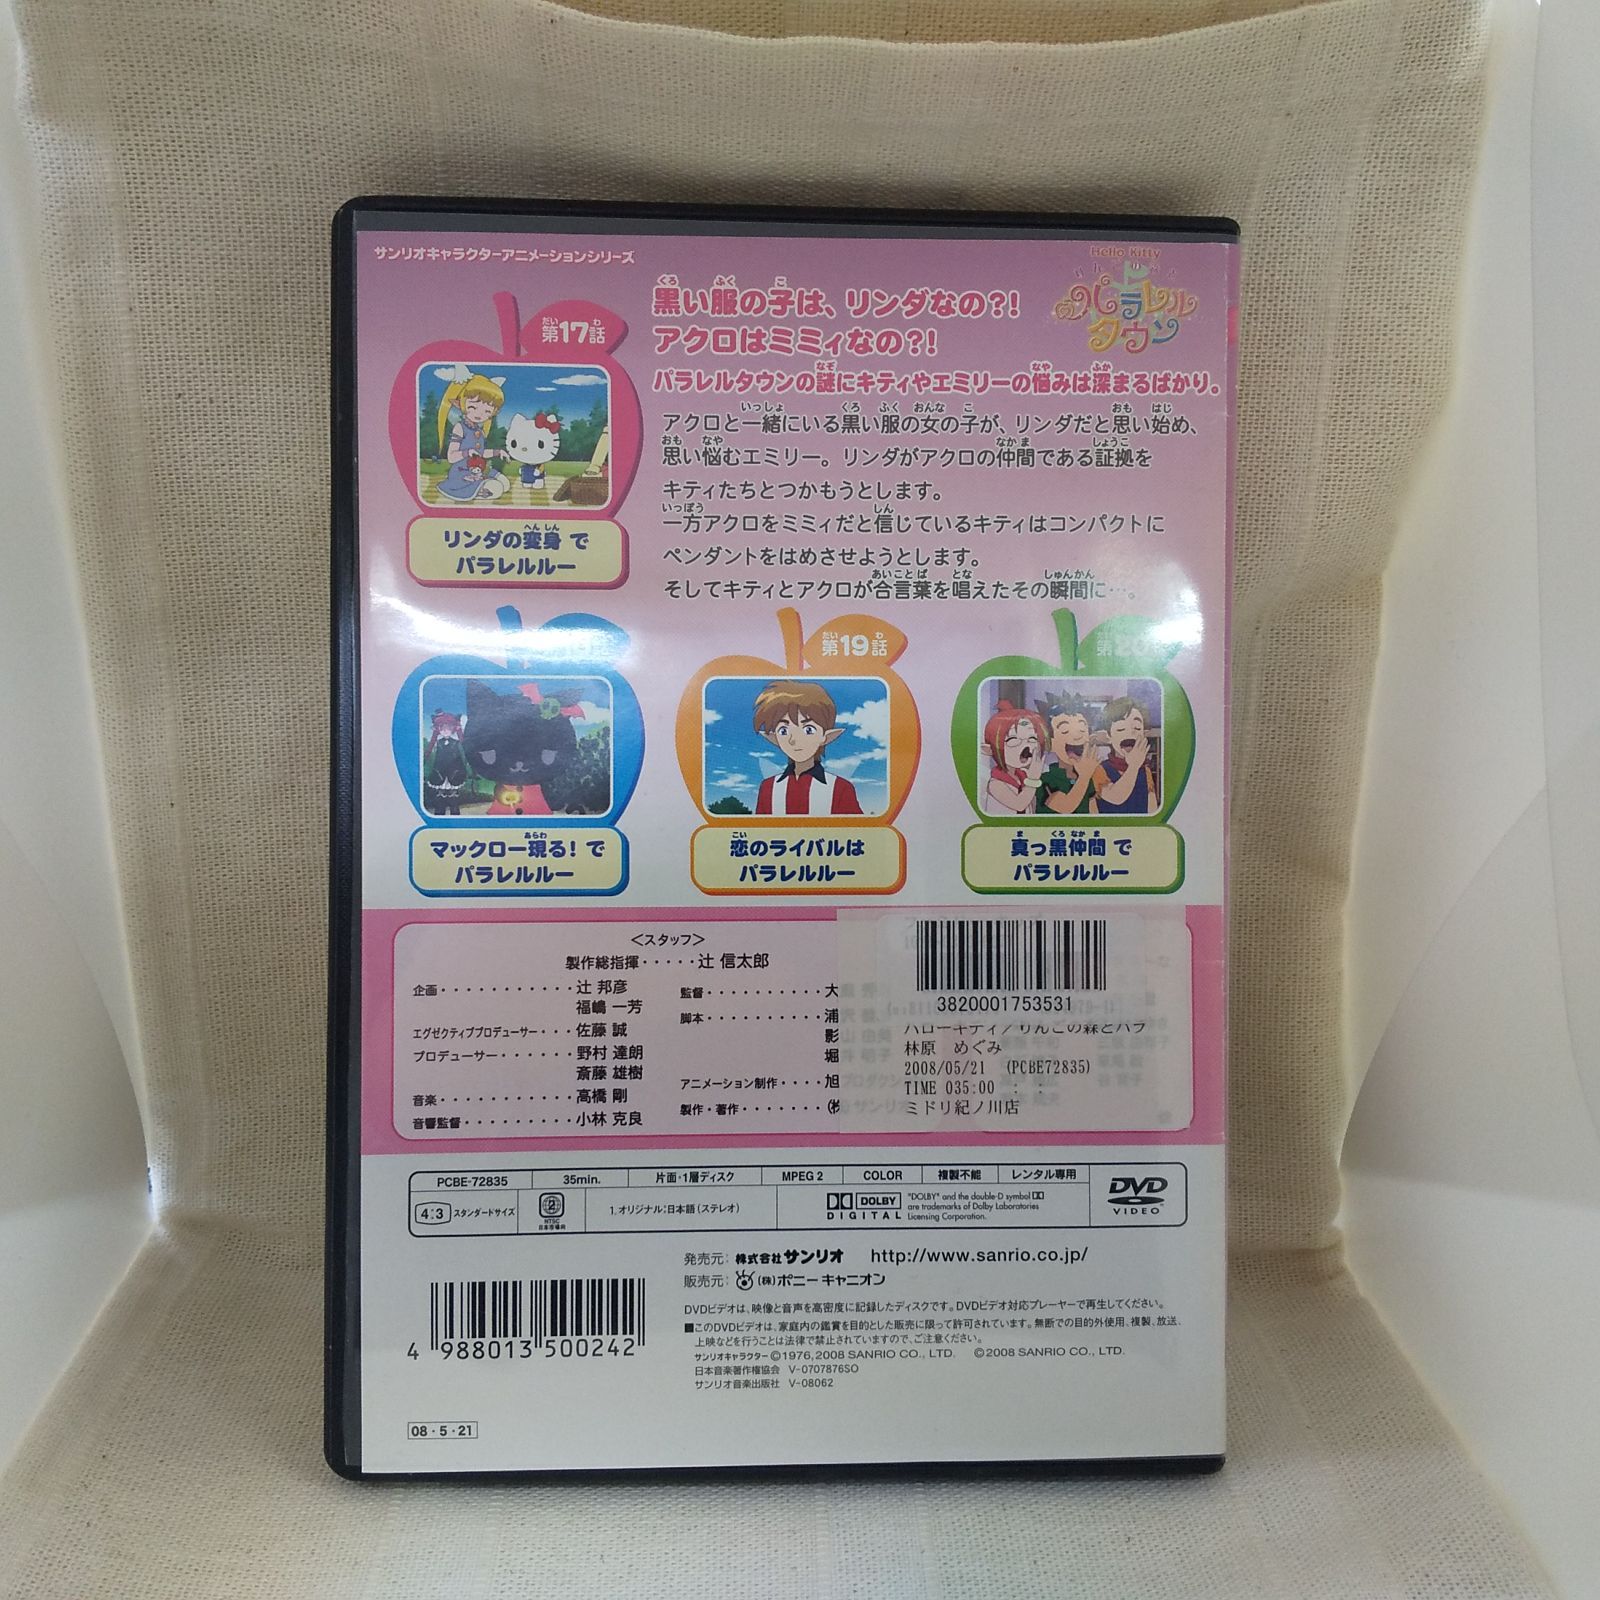 サンリオキャラクターアニメーションシリーズ
Hello Kitty
パラレル
タウン
黒い服の子は、リンダなの?!
アクロはミミィなの?!
パラレルタウンの謎にキティやエミリーの悩みは深まるばかり。
アクロと一緒にいる黒い服の女の子が、リンダだと思い始め、
思い悩むエミリー。リンダがアクロの仲間である証拠を
キティたちとつかもうとします。
一方アクロをミミィだと信じているキティはコンパクトに
ペンダントをはめさせようとします。
そしてキティとアクロが合言葉を唱えたその瞬間に…。
第17話
リンダの変身 で
パラレルルー
マックロー現る! で
パラレルルー
第19話
恋のライバルは
パラレルルー
第20
真っ黒仲間 で
パラレルルー
<スタッフ>
製作総指揮・・・・・辻 信太郎
企画・・・・・・・・・・・辻 邦彦
福嶋 一芳
エグゼクティブプロデューサー・・・佐藤 誠
プロデューサー・・・・・・野村 達朗
斎藤 雄樹
音楽・・・・・・・・・・・高橋 剛
音響監督・・・・・・・・・小林 克良
監督・・・・・・・・・・大
脚本・・・・・・・・・・浦
影
堀
アニメーション制作・・・・旭
製作・著作・・・・・・・(株
3820001753531
ハローキティ/りんごの森とパラ
林原 めぐみ
2008/05/21 (PCBE72835)
TIME 035:00 : :
ミドリ紀ノ川店
PCBE-72835 35min. 片面・1層ディスク MPEG 2 COLOR 複製不能 レンタル専用
4:3 スタンダードサイズ 2 NTSC 日本市場向 1.オリジナル:日本語(ステレオ)
DOLBY DIGITAL "DOLBY" and the double-D symbol
are trademarks of Dolby Laboratories
Licensing Corporation.
DVD VIDEO
発売元: 株式会社サンリオ http://www.sanrio.co.jp/
販売元: (株)ポニーキャニオン
DVDビデオは、映像と音声を高密度に記録したディスクです。DVDビデオ対応プレーヤーで再生してください。
■このDVDビデオは、家庭内の鑑賞を目的とした販売に限って許可されています。無断での目的外使用、複製、放送、
上映などを行うことは法律で禁止されていますので、ご注意ください。
サンリオキャラクター©1976, 2008 SANRIO CO., LTD. ©2008 SANRIO CO., LTD.
日本音楽著作権協会 V-0707876SO
サンリオ音楽出版社 V-08062
4 988013 500242
08・5・21